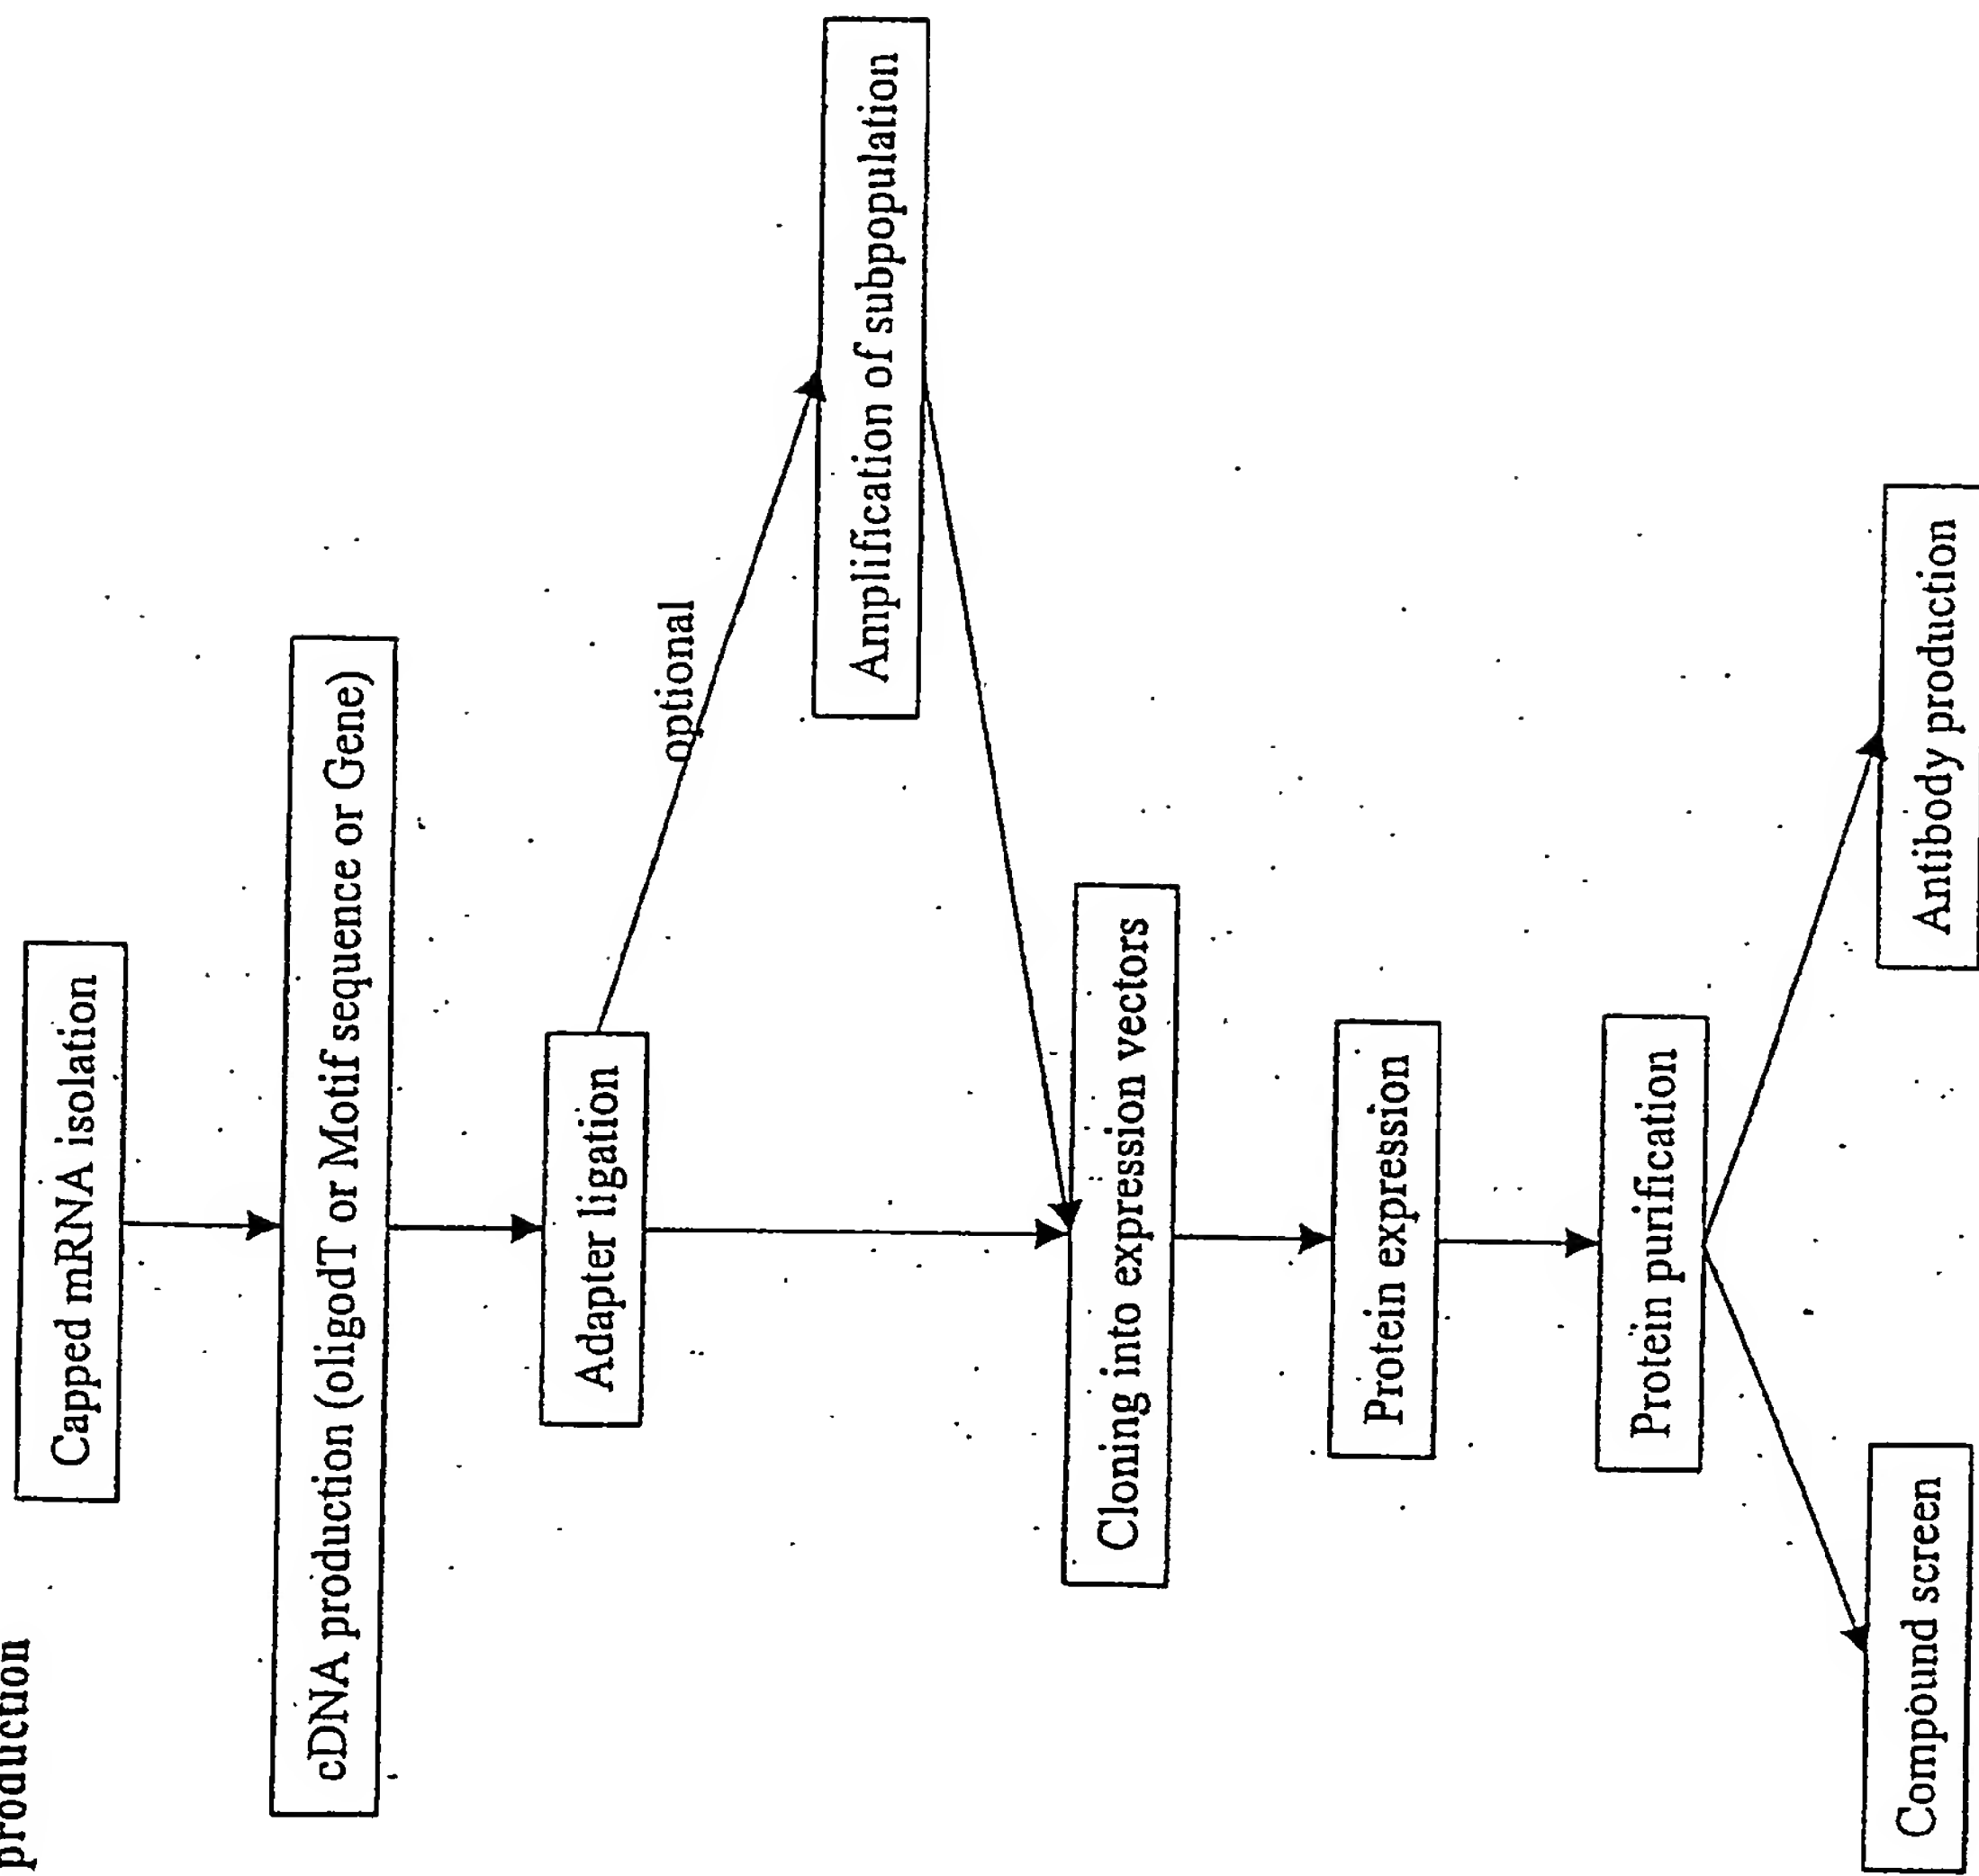 production
Capped mRNA isolation
cDNA production (oligodT or Motif sequence or Gene)
Adapter ligation
optional
Amplification of subpopulation
Cloning into expression vectors
Protein expression
Protein purification
Compound screen
Antibody production